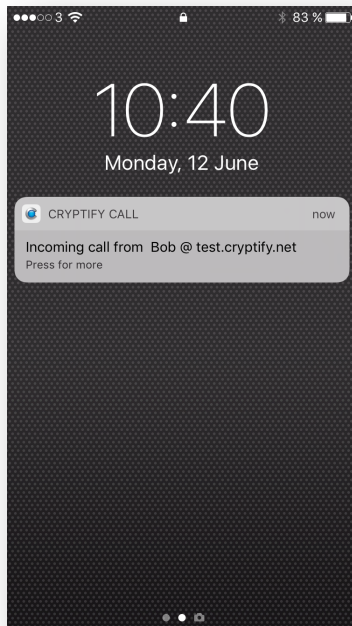 3 83 %
10:40
Monday, 12 June
CRYPTIFY CALL now
Incoming call from Bob @ test.cryptify.net
Press for more